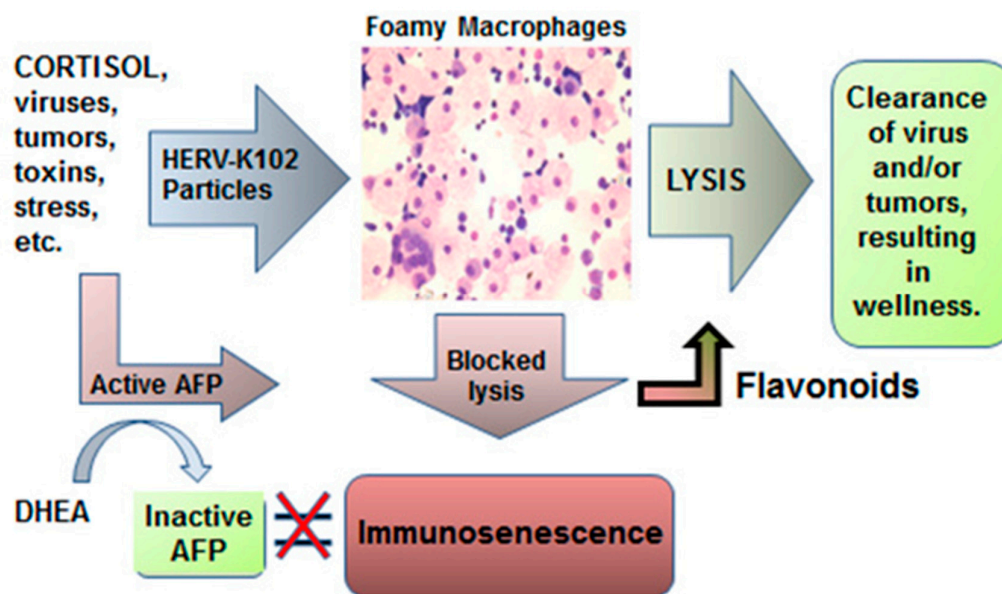 Foamy Macrophages
CORTISOL,
viruses,
tumors,
toxins,
stress,
etc.
HERV-K102
Particles
LYSIS
Clearance
of virus
and/or
tumors,
resulting
in
wellness.
Active AFP
Blocked
lysis
Flavonoids
DHEA
Inactive
AFP
Immunosenescence